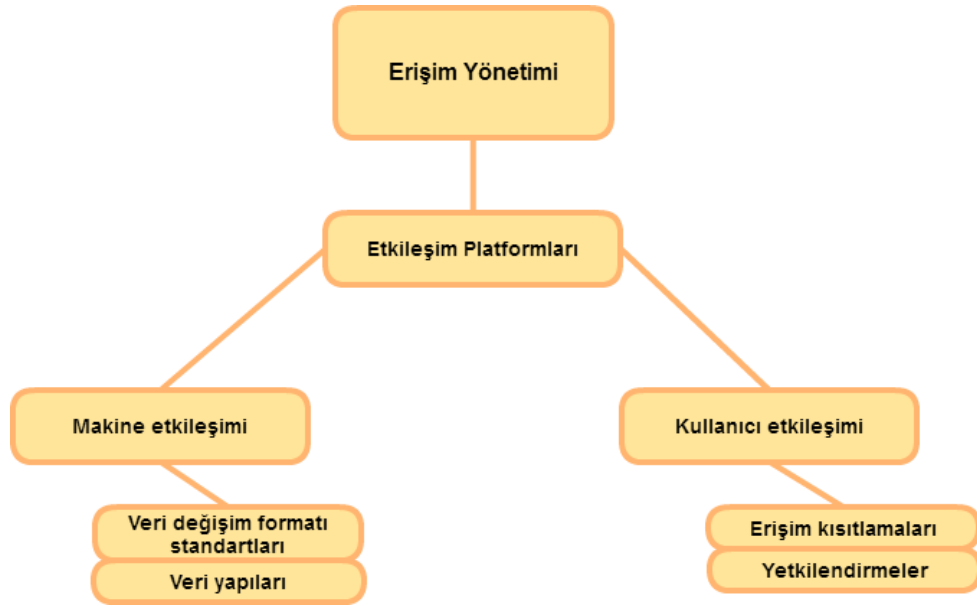 Erişim Yönetimi
Etkileşim Platformları
Makine etkileşimi
Kullanıcı etkileşimi
Veri değişim formatı
standartları
Veri yapıları
Erişim kısıtlamaları
Yetkilendirmeler